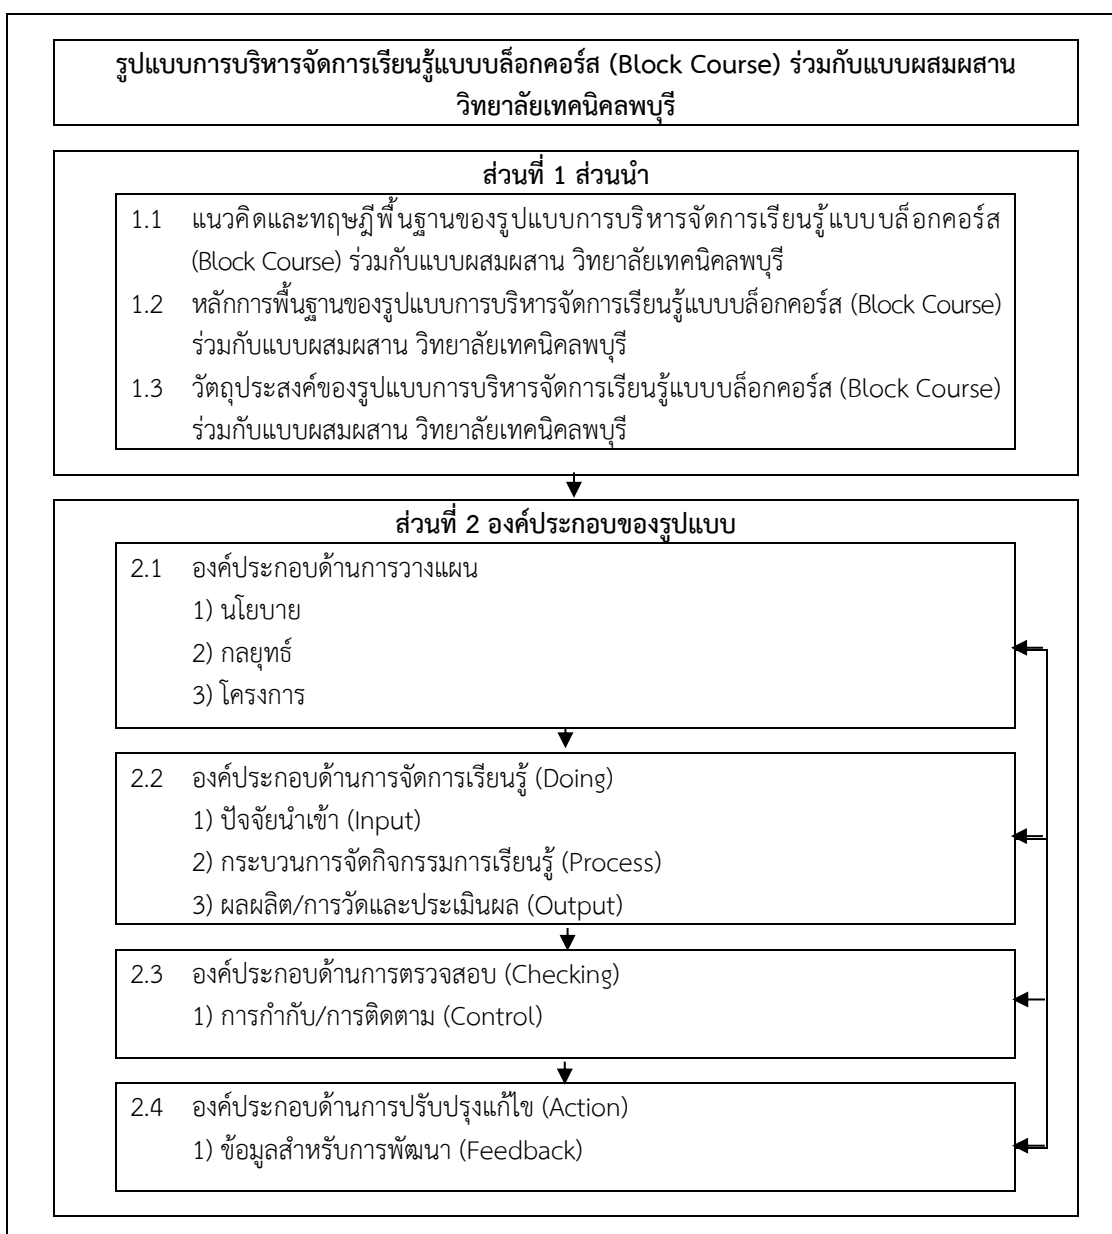 รูปแบบการบริหารจัดการเรียนรู้แบบบล็อกคอร์ส (Block Course) ร่วมกับแบบผสมผสาน
วิทยาลัยเทคนิคลพบุรี
ส่วนที่ 1 ส่วนนำ
1.1 แนวคิดและทฤษฎีพื้นฐานของรูปแบบการบริหารจัดการเรียนรู้แบบบล็อกคอร์ส
(Block Course) ร่วมกับแบบผสมผสาน วิทยาลัยเทคนิคลพบุรี
1.2 หลักการพื้นฐานของรูปแบบการบริหารจัดการเรียนรู้แบบบล็อกคอร์ส (Block Course)
ร่วมกับแบบผสมผสาน วิทยาลัยเทคนิคลพบุรี
1.3 วัตถุประสงค์ของรูปแบบการบริหารจัดการเรียนรู้แบบบล็อกคอร์ส (Block Course)
ร่วมกับแบบผสมผสาน วิทยาลัยเทคนิคลพบุรี
ส่วนที่ 2 องค์ประกอบของรูปแบบ
2.1 องค์ประกอบด้านการวางแผน
1) นโยบาย
2) กลยุทธ์
3) โครงการ
2.2 องค์ประกอบด้านการจัดการเรียนรู้ (Doing)
1) ปัจจัยนำเข้า (Input)
2) กระบวนการจัดกิจกรรมการเรียนรู้ (Process)
3) ผลผลิต/การวัดและประเมินผล (Output)
2.3 องค์ประกอบด้านการตรวจสอบ (Checking)
1) การกำกับ/การติดตาม (Control)
2.4 องค์ประกอบด้านการปรับปรุงแก้ไข (Action)
1) ข้อมูลสำหรับการพัฒนา (Feedback)